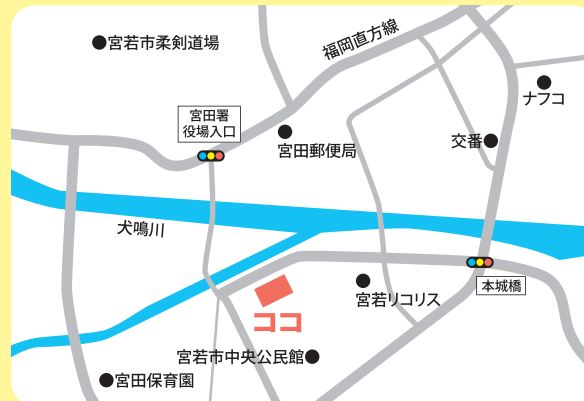 宮若市柔剣道場
福岡直方線
ナフコ
宮田署
役場入口
宮田郵便局
交番
犬鳴川
本城橋
宮若リコリス
ココ
宮若市中央公民館
宮田保育園